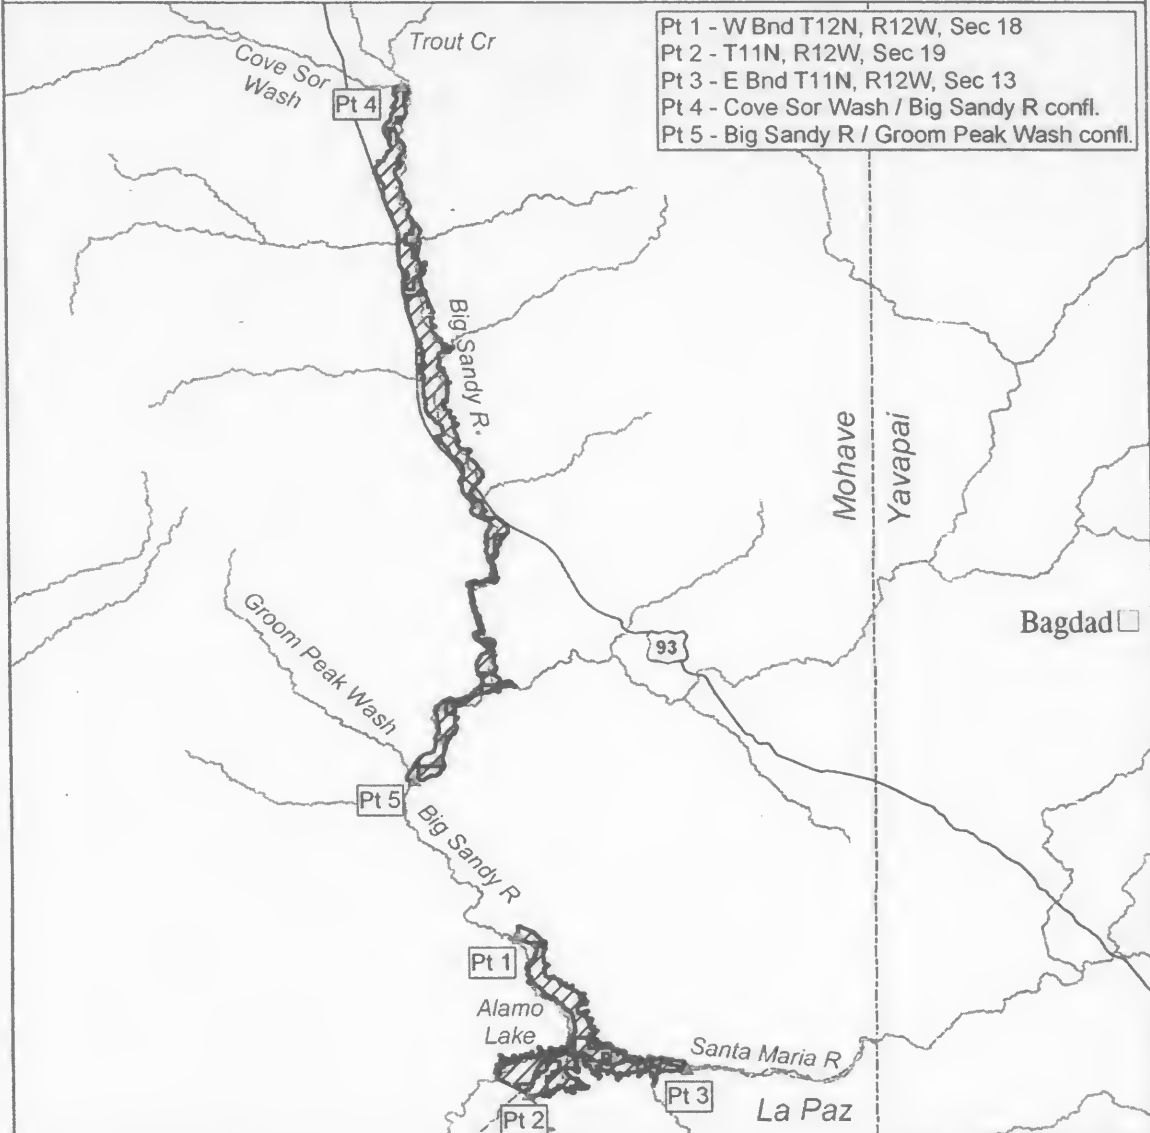 Pt 1 - W Bnd T12N, R12W, Sec 18
Pt 2 - T11N, R12W, Sec 19
Pt 3 - E Bnd T11N, R12W, Sec 13
Pt 4 - Cove Sor Wash / Big Sandy R confl.
Pt 5 - Big Sandy R / Groom Peak Wash confl.
Trout Cr
Cove Sor
Wash
Pt 4
Big Sandy R.
Mohave
Yavapai
Bagdad
93
Groom Peak Wash
Pt 5
Big Sandy R
Pt 1
Alamo
Lake
Santa Maria R
Pt 3
Pt 2
La Paz